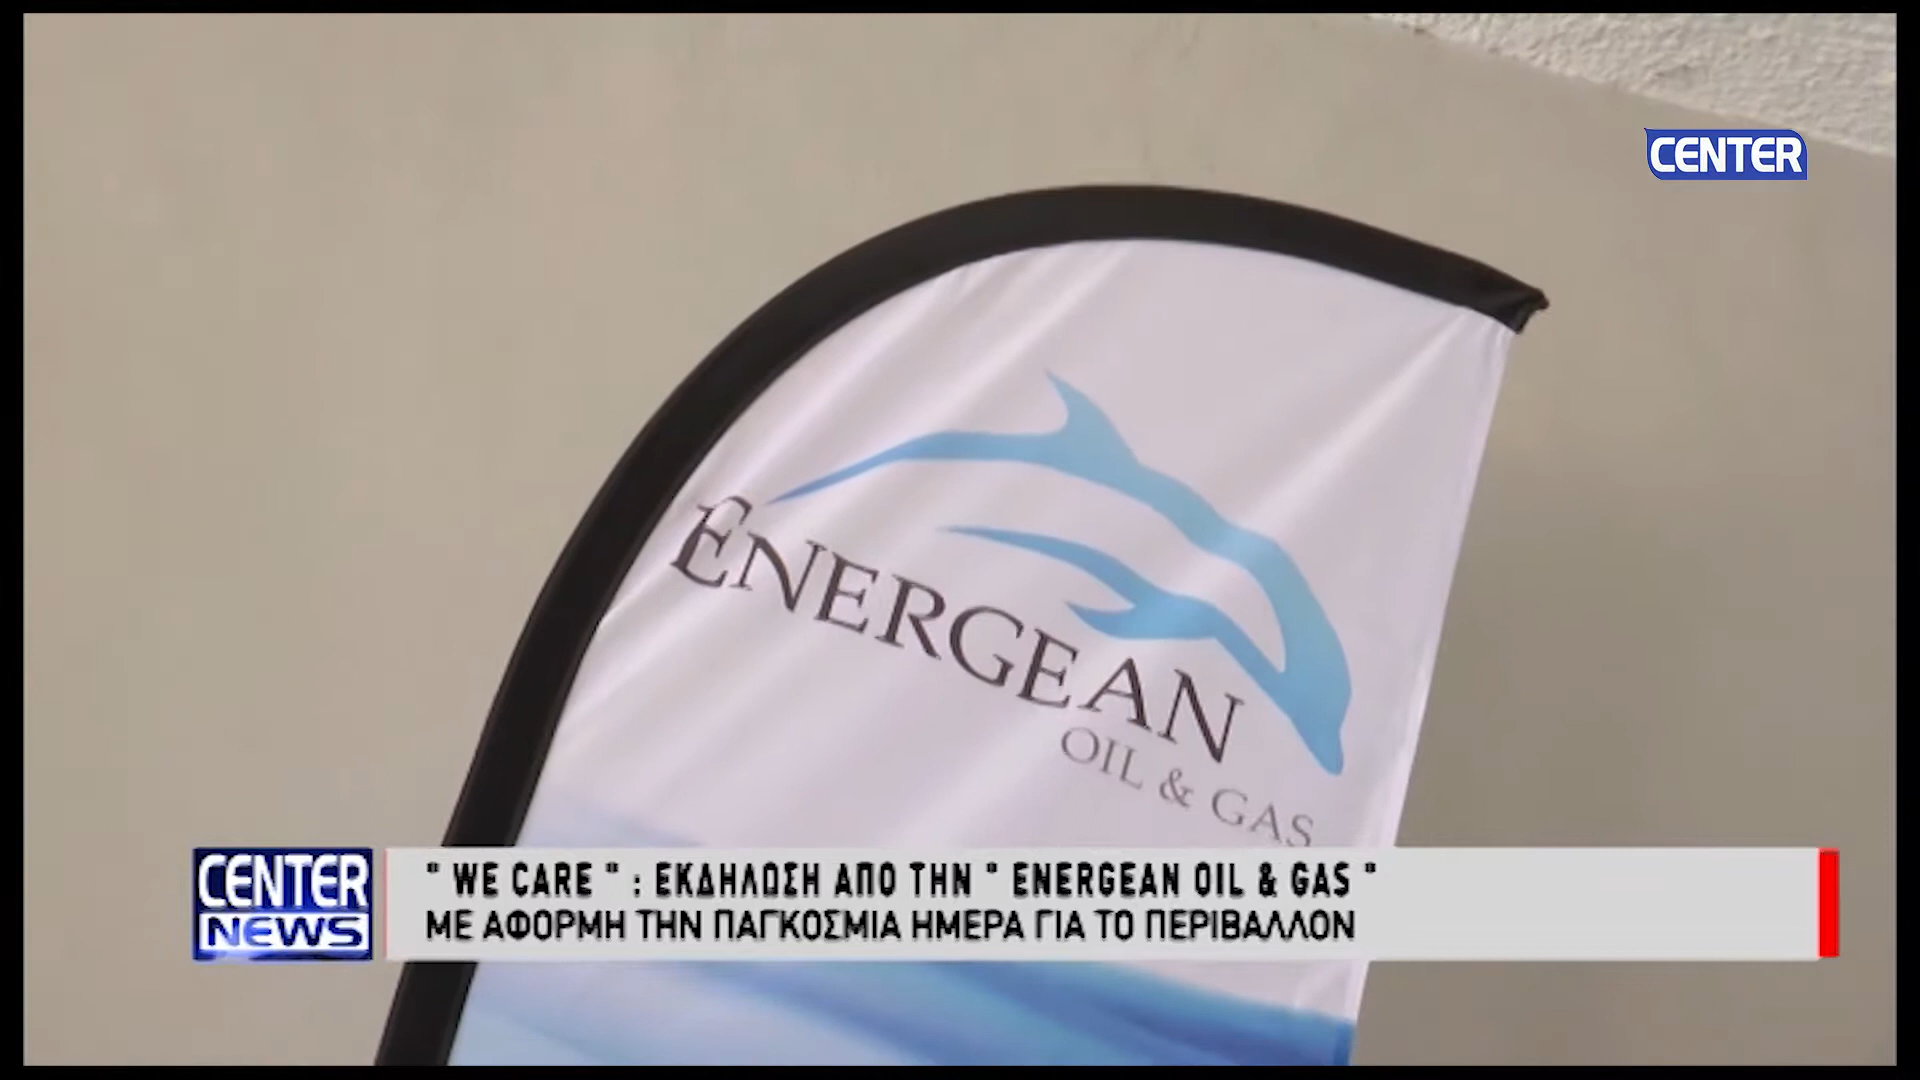 CENTER
ENERGEAN
OIL & GAS
CENTER
NEWS
" WE CARE " : ΕΚΔΗΛΩΣΗ ΑΠΟ ΤΗΝ " ENERGEAN OIL & GAS "
ΜΕ ΑΦΟΡΜΗ ΤΗΝ ΠΑΓΚΟΣΜΙΑ ΗΜΕΡΑ ΓΙΑ ΤΟ ΠΕΡΙΒΑΛΛΟΝ